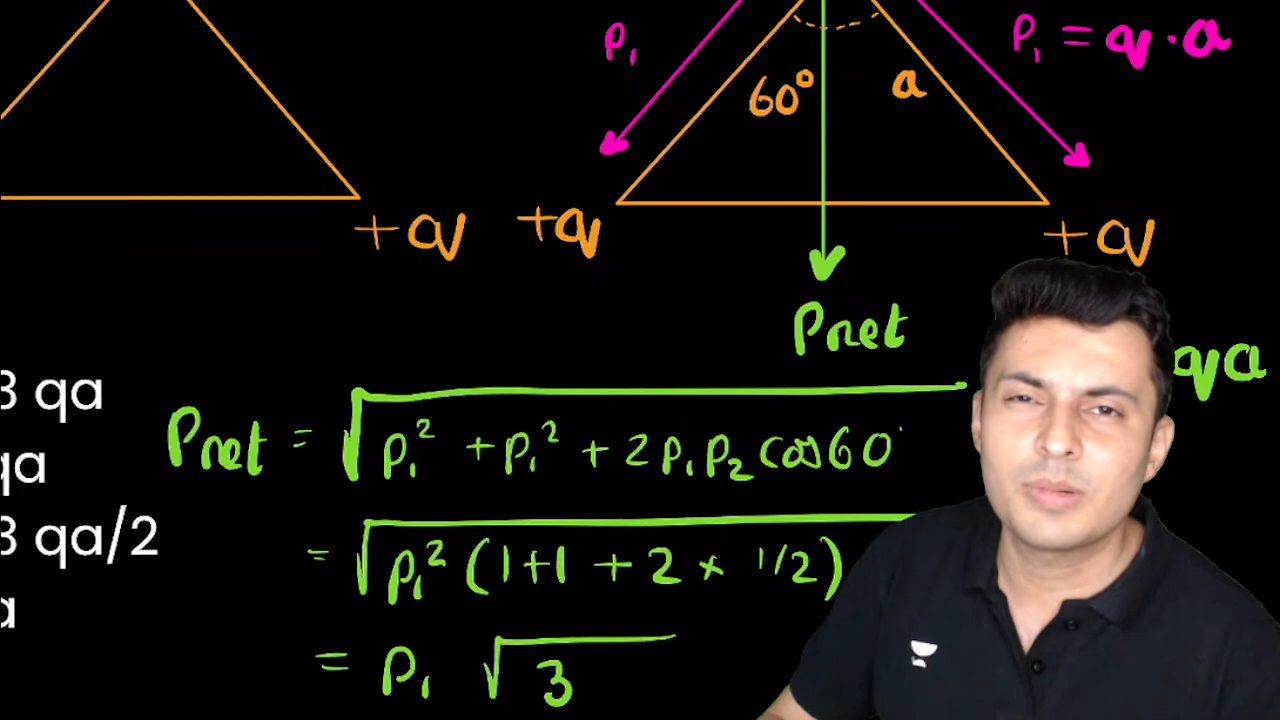 P₁
P₁ = q · a
60°
a
+q
+q
+q
Pnet
qa
3 qa
qa
3 qa/2
a
Pnet = √P₁² + P₁² + 2P₁P₂ cos60°
= √P₁² (1+1 + 2 × 1/2)
= P₁ √3